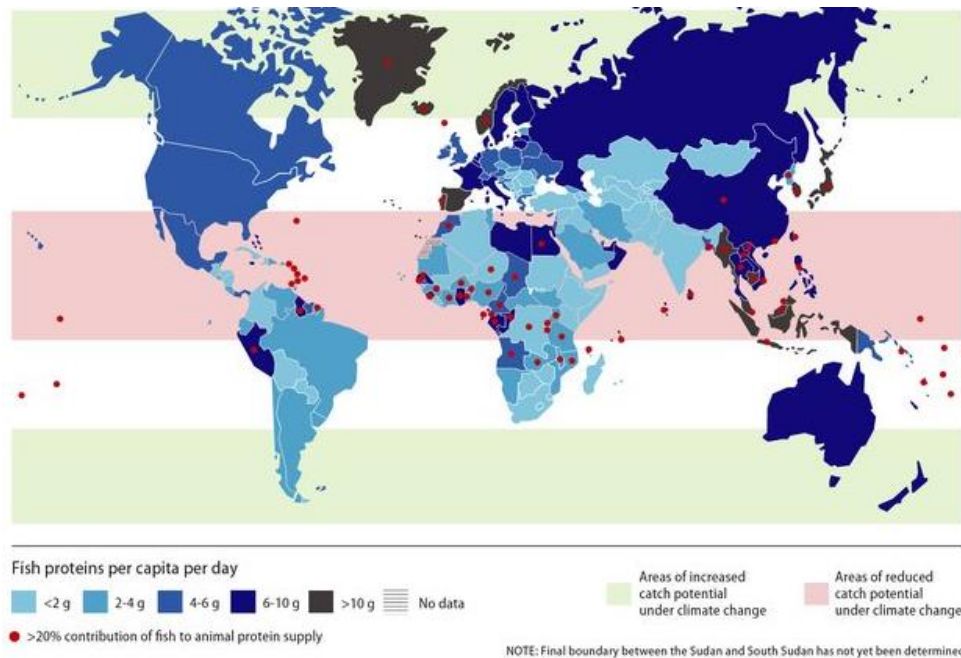 Fish proteins per capita per day
<2 g 2-4 g 4-6 g 6-10 g >10 g No data
>20% contribution of fish to animal protein supply
Areas of increased
catch potential
under climate change
Areas of reduced
catch potential
under climate change
NOTE: Final boundary between the Sudan and South Sudan has not yet been determined